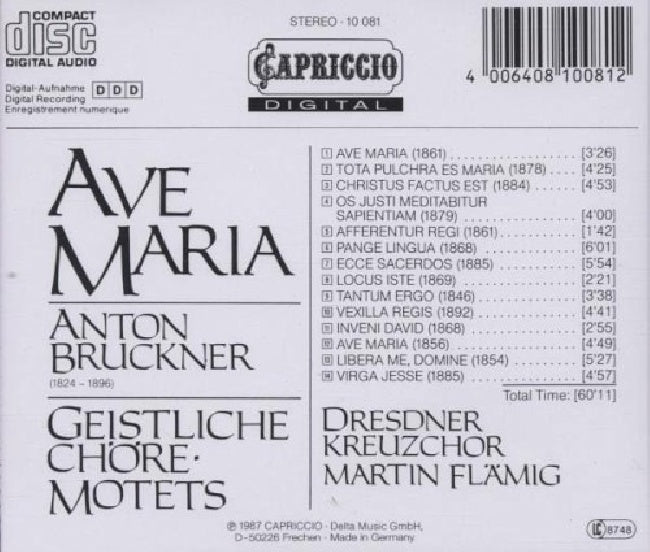 COMPACT
disc
DIGITAL AUDIO
STEREO - 10 081
CAPRICCIO
DIGITAL
4 006408 100812
Digital-Aufnahme
Digital Recording
Enregistrement numerique
D D D
AVE
MARIA
ANTON
BRUCKNER
(1824 - 1896)
GEISTLICHE
CHÖRE·
MOTETS
1 AVE MARIA (1861) [3'26]
2 TOTA PULCHRA ES MARIA (1878) [4'25]
3 CHRISTUS FACTUS EST (1884) [4'53]
4 OS JUSTI MEDITABITUR
SAPIENTIAM (1879) [4'00]
5 AFFERENTUR REGI (1861) [1'42]
6 PANGE LINGUA (1868) [6'01]
7 ECCE SACERDOS (1885) [5'54]
8 LOCUS ISTE (1869) [2'21]
9 TANTUM ERGO (1846) [3'38]
10 VEXILLA REGIS (1892) [4'41]
11 INVENI DAVID (1868) [2'55]
12 AVE MARIA (1856) [4'49]
13 LIBERA ME, DOMINE (1854) [5'27]
14 VIRGA JESSE (1885) [4'57]
Total Time: [60'11]
DRESDNER
KREUZCHOR
MARTIN FLÄMIG
℗ 1987 CAPRICCIO - Delta Music GmbH,
D-50226 Frechen - Made in Germany.
LC 8748